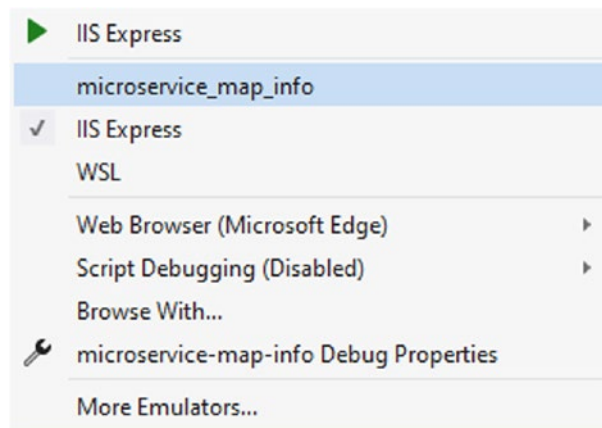 IIS Express
microservice_map_info
IIS Express
WSL
Web Browser (Microsoft Edge)
Script Debugging (Disabled)
Browse With...
microservice-map-info Debug Properties
More Emulators...